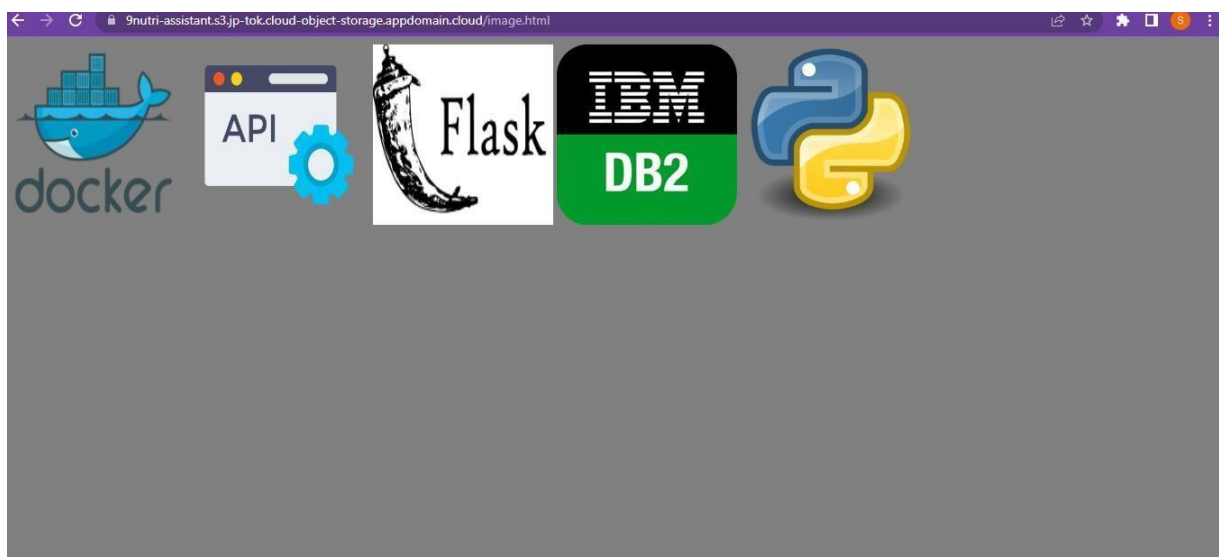 9nutri-assistant.s3.jp-tok.cloud-object-storage.appdomain.cloud/image.html
S
docker
API
Flask
IBM
DB2